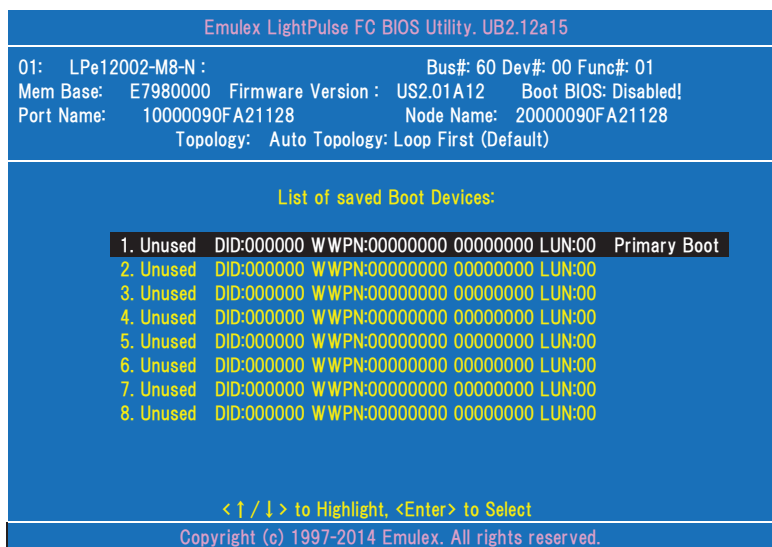 Emulex LightPulse FC BIOS Utility. UB2.12a15
01: LPe12002-M8-N : Bus#: 60 Dev#: 00 Func#: 01
Mem Base: E7980000 Firmware Version : US2.01A12 Boot BIOS: Disabled!
Port Name: 10000090FA21128 Node Name: 20000090FA21128
Topology: Auto Topology: Loop First (Default)
List of saved Boot Devices:
1. Unused DID:000000 WWPN:00000000 00000000 LUN:00 Primary Boot
2. Unused DID:000000 WWPN:00000000 00000000 LUN:00
3. Unused DID:000000 WWPN:00000000 00000000 LUN:00
4. Unused DID:000000 WWPN:00000000 00000000 LUN:00
5. Unused DID:000000 WWPN:00000000 00000000 LUN:00
6. Unused DID:000000 WWPN:00000000 00000000 LUN:00
7. Unused DID:000000 WWPN:00000000 00000000 LUN:00
8. Unused DID:000000 WWPN:00000000 00000000 LUN:00
<↑/↓> to Highlight, <Enter> to Select
Copyright (c) 1997-2014 Emulex. All rights reserved.